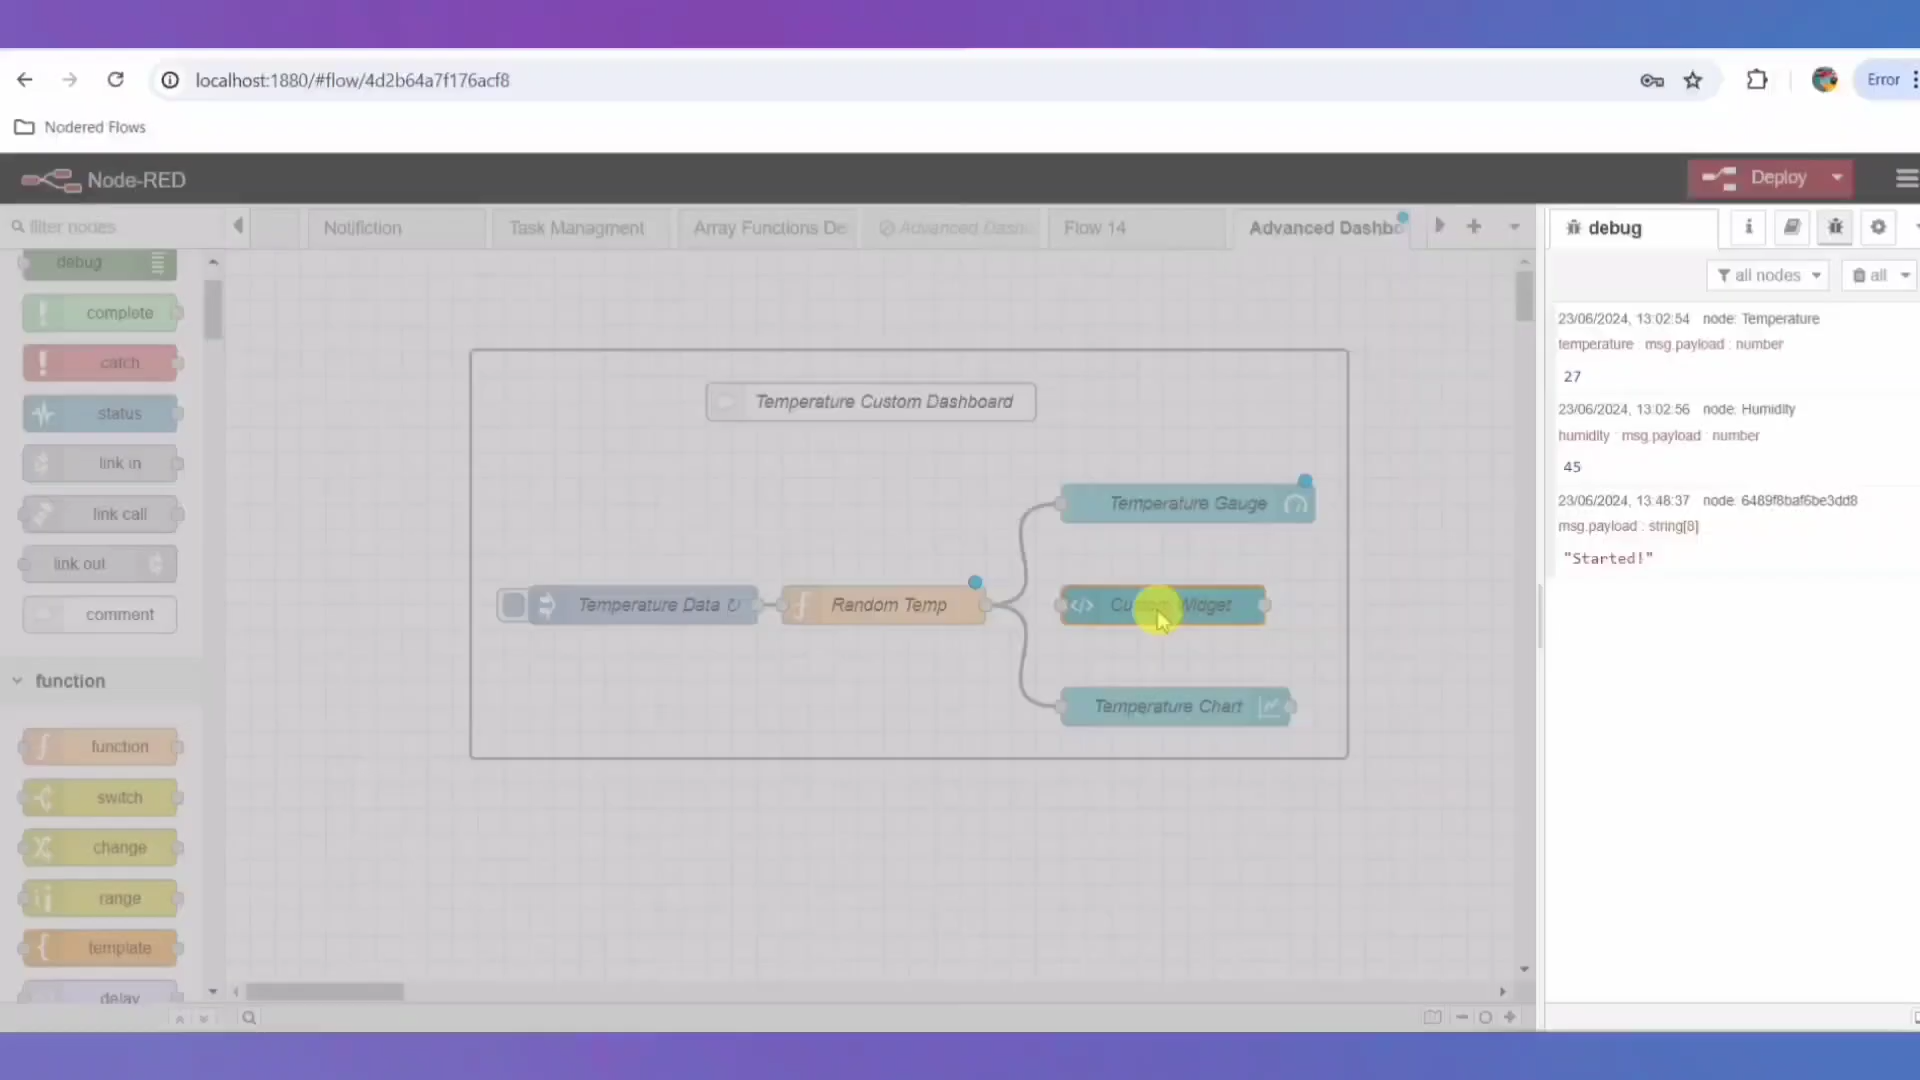 localhost:1880/#flow/4d2b64a7f176acf8
Error
Nodered Flows
Node-RED
Deploy
filter nodes
Notifiction
Task Managment
Array Functions De
Advanced Dashb
Flow 14
Advanced Dashbo
debug
i
all nodes
all
debug
complete
catch
status
link in
link call
link out
comment
function
function
switch
change
range
template
delay
Temperature Custom Dashboard
Temperature Gauge
Temperature Data ↻
Random Temp
Custom Widget
Temperature Chart
23/06/2024, 13:02:54 node: Temperature
temperature : msg.payload : number
27
23/06/2024, 13:02:56 node: Humidity
humidity : msg.payload : number
45
23/06/2024, 13:48:37 node: 6489f8baf6be3dd8
msg.payload : string[8]
"Started!"